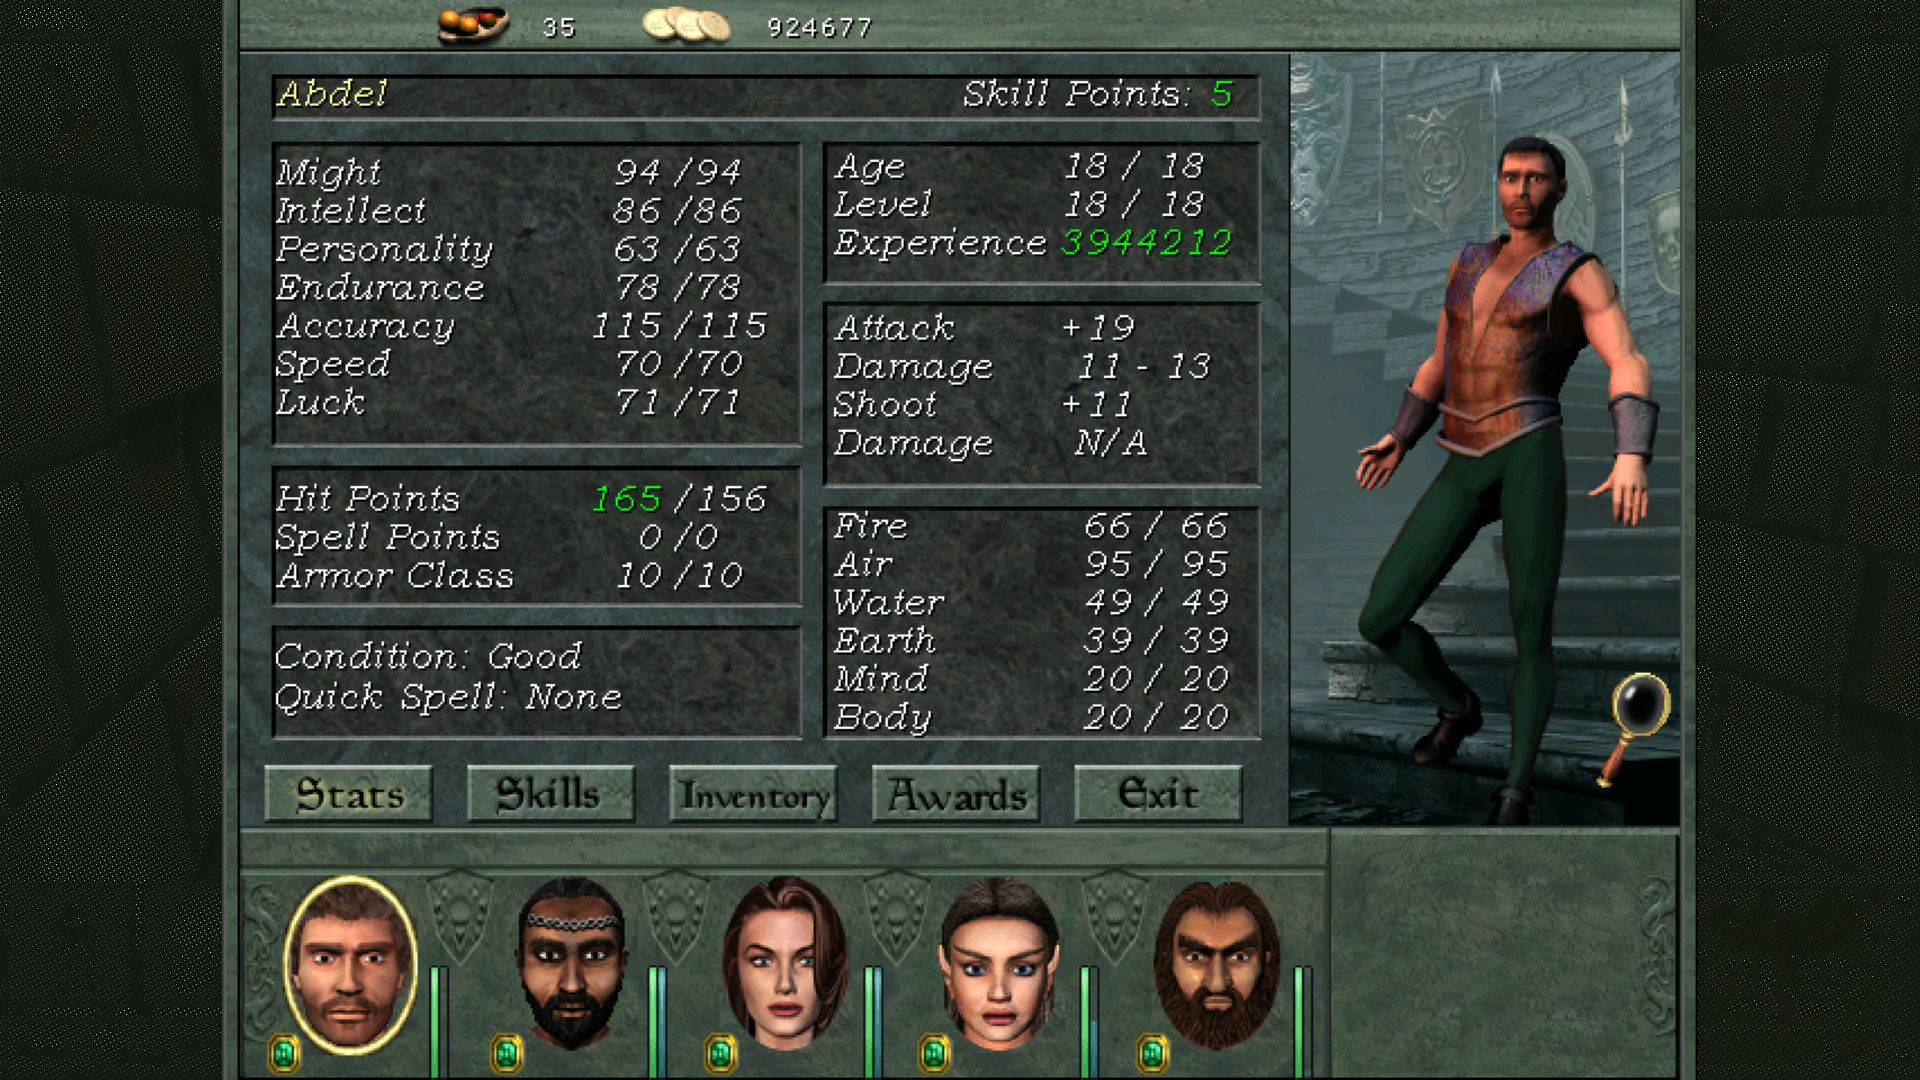 35 924677
Abdel Skill Points: 5
Might 94 /94
Intellect 86 /86
Personality 63 /63
Endurance 78 /78
Accuracy 115 /115
Speed 70 /70
Luck 71 /71
Hit Points 165 /156
Spell Points 0 /0
Armor Class 10 /10
Condition: Good
Quick Spell: None
Age 18 / 18
Level 18 / 18
Experience 3944212
Attack +19
Damage 11 - 13
Shoot +11
Damage N/A
Fire 66 / 66
Air 95 / 95
Water 49 / 49
Earth 39 / 39
Mind 20 / 20
Body 20 / 20
Stats Skills Inventory Awards Exit